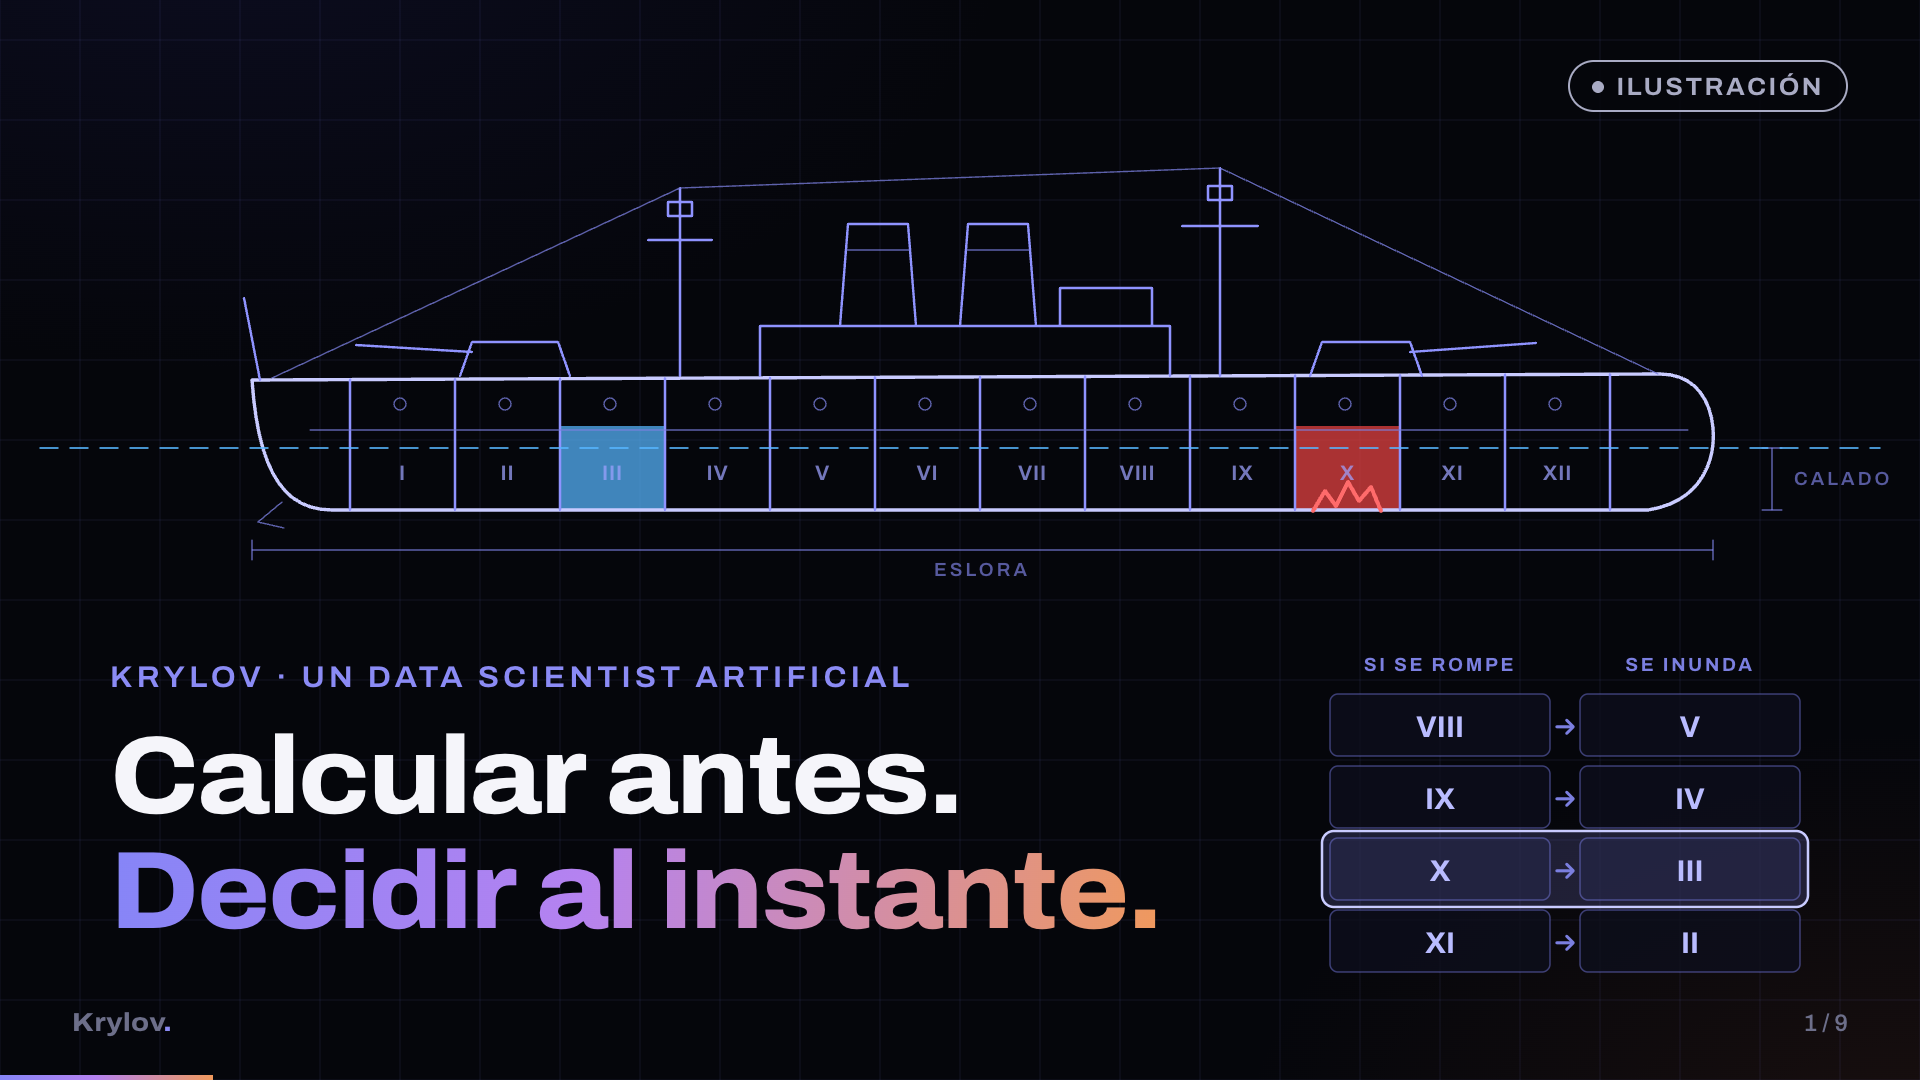 ILUSTRACIÓN
I II III IV V VI VII VIII IX X XI XII
CALADO
ESLORA
KRYLOV · UN DATA SCIENTIST ARTIFICIAL
Calcular antes.
Decidir al instante.
SI SE ROMPE SE INUNDA
VIII → V
IX → IV
X → III
XI → II
Krylov.
1 / 9